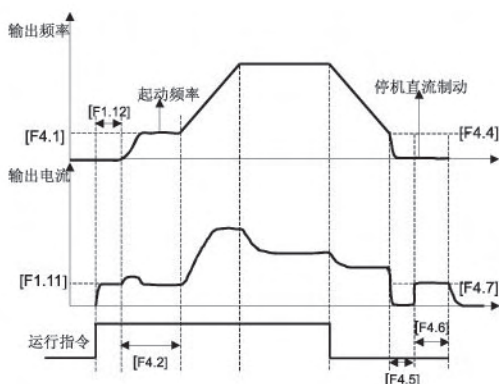 输出频率
[F1.12]
起动频率
停机直流制动
[F4.1]
[F4.4]
输出电流
[F1.11]
[F4.7]
[F4.6]
运行指令
[F4.2]
[F4.5]